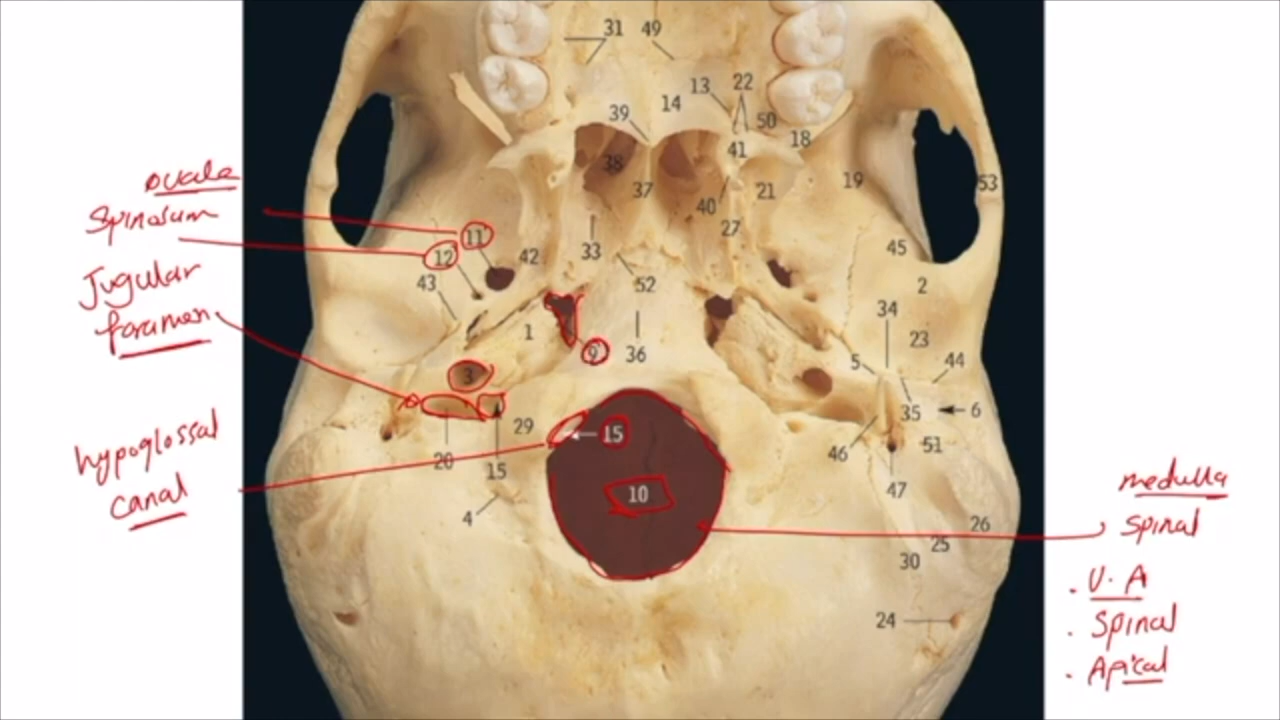 31 49
13 22
14
39 50
18
41
38
37 21 19 53
40
27
ovale
Spinosum
11
12 42 33 45
43 52 2
Jugular
foramen
34
1 23
9 36 5 44
3
35 6
29 15
hypoglossal
canal
20 15 46 51
10 47
4
medulla
spinal
26
25
30
. V. A
. Spinal
. Apical
24